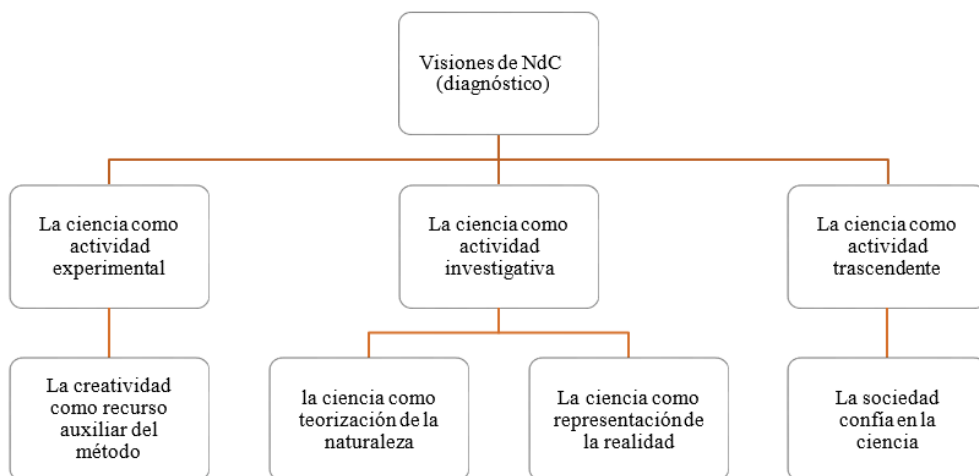 Visiones de NdC
(diagnóstico)
La ciencia como
actividad
experimental
La ciencia como
actividad
investigativa
La ciencia como
actividad
trascendente
La creatividad
como recurso
auxiliar del
método
la ciencia como
teorización de la
naturaleza
La ciencia como
representación de
la realidad
La sociedad
confía en la
ciencia